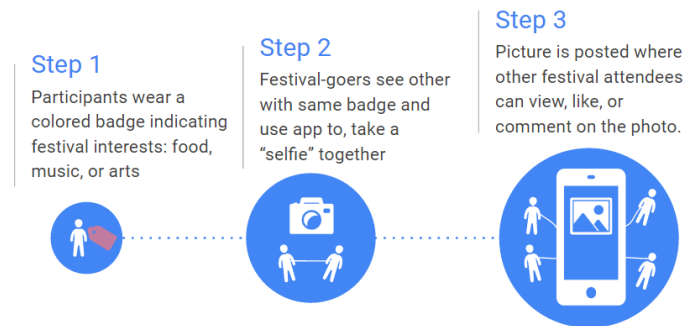 Step 1
Participants wear a
colored badge indicating
festival interests: food,
music, or arts
Step 2
Festival-goers see other
with same badge and
use app to, take a
“selfie” together
Step 3
Picture is posted where
other festival attendees
can view, like, or
comment on the photo.